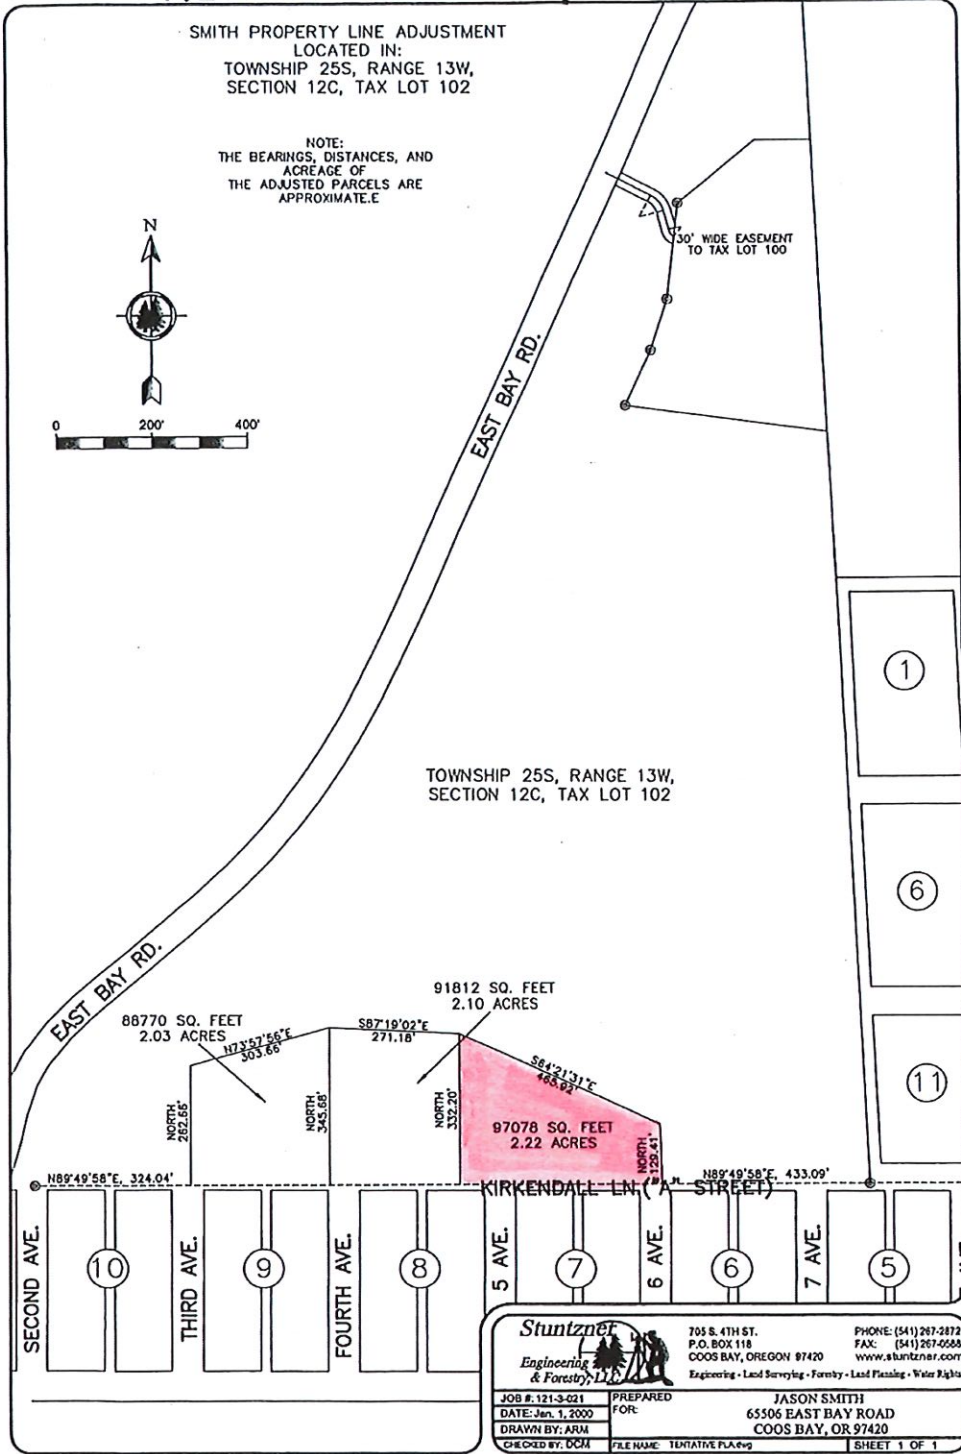 SMITH PROPERTY LINE ADJUSTMENT
LOCATED IN:
TOWNSHIP 25S, RANGE 13W,
SECTION 12C, TAX LOT 102
NOTE:
THE BEARINGS, DISTANCES, AND
ACREAGE OF
THE ADJUSTED PARCELS ARE
APPROXIMATE.E
N
0 200' 400'
30' WIDE EASEMENT
TO TAX LOT 100
EAST BAY RD.
1
TOWNSHIP 25S, RANGE 13W,
SECTION 12C, TAX LOT 102
6
EAST BAY RD.
11
88770 SQ. FEET
2.03 ACRES
91812 SQ. FEET
2.10 ACRES
N73°57'56"E
303.66'
S87°19'02"E
271.18'
S64°21'31"E
465.92'
NORTH
262.66'
NORTH
345.68'
NORTH
332.20'
97078 SQ. FEET
2.22 ACRES
NORTH
129.41'
N89°49'58"E, 324.04'
N89°49'58"E, 433.09'
KIRKENDALL LN.("A" STREET)
SECOND AVE.
10
THIRD AVE.
9
FOURTH AVE.
8
5 AVE.
7
6 AVE.
6
7 AVE.
5
Stuntzner
Engineering
& Forestry, LLC
705 S. 4TH ST.
P.O. BOX 118
COOS BAY, OREGON 97420
PHONE: (541) 267-2872
FAX: (541) 267-0588
www.stuntzner.com
Engineering - Land Surveying - Forestry - Land Planning - Water Rights
JOB #: 121-3-021
DATE: Jan. 1, 2000
DRAWN BY: ARM
CHECKED BY: DCM
PREPARED
FOR:
JASON SMITH
65506 EAST BAY ROAD
COOS BAY, OR 97420
FILE NAME: TENTATIVE PLA.dwg
SHEET 1 OF 1